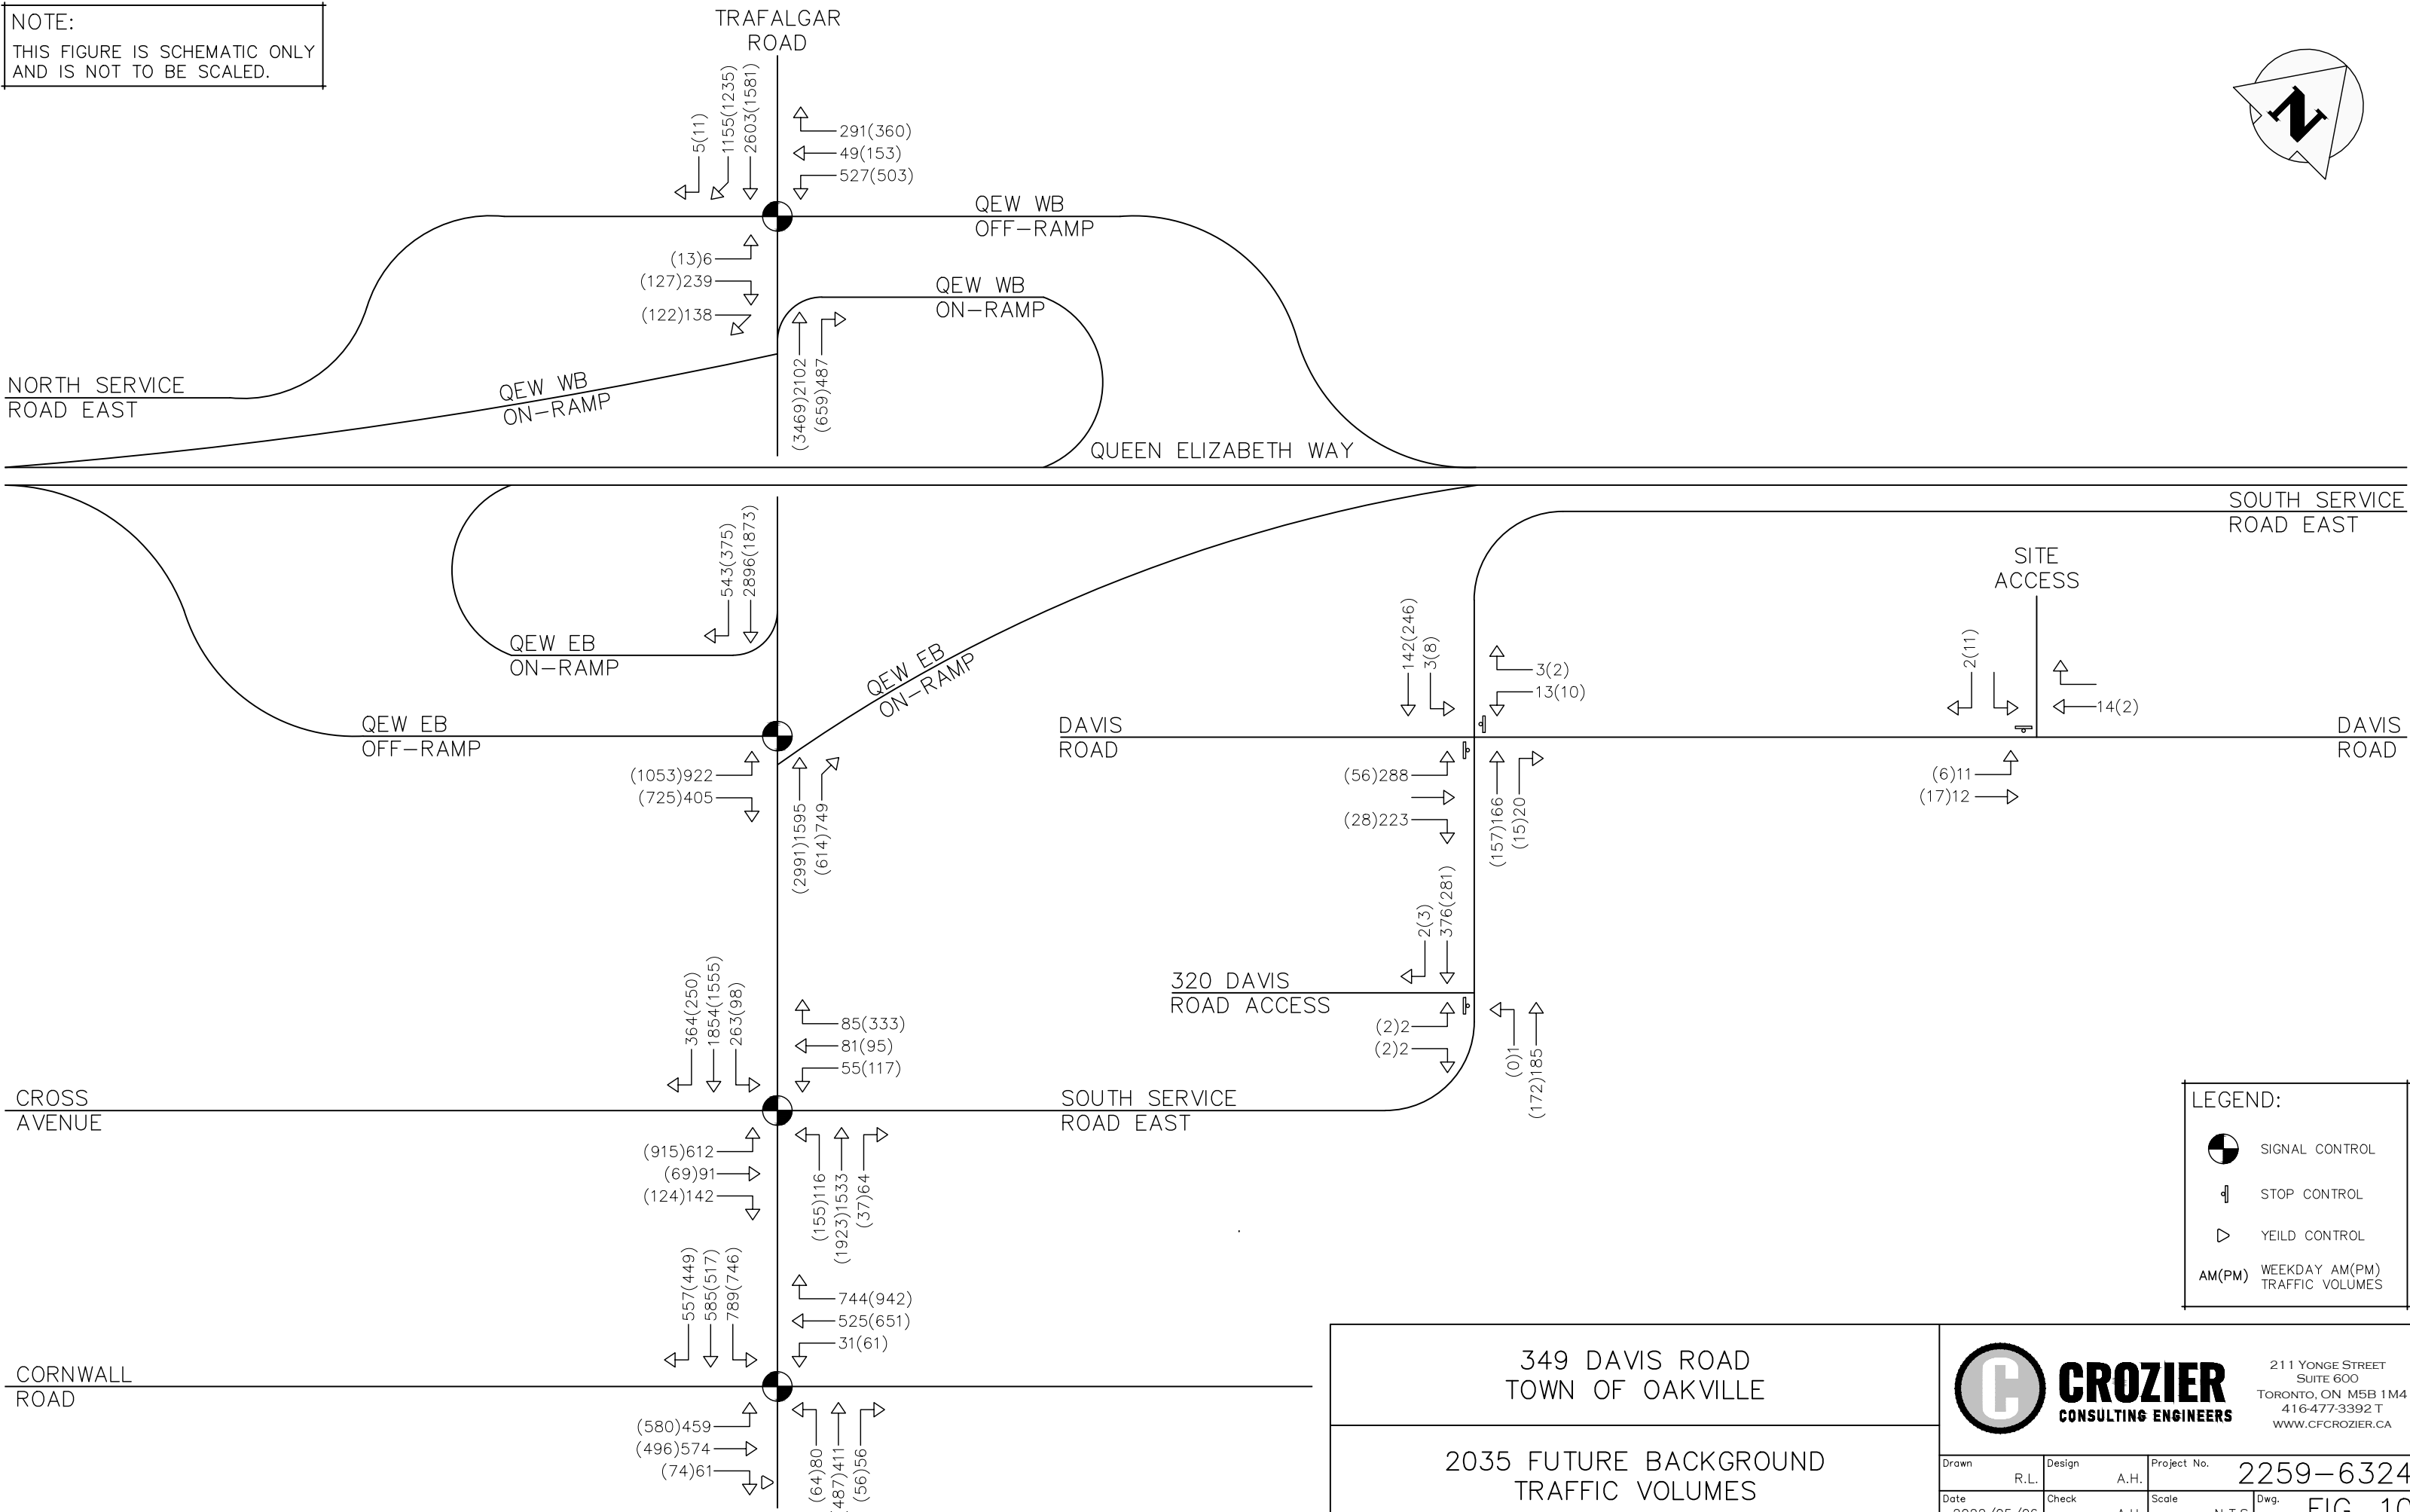 NOTE:
THIS FIGURE IS SCHEMATIC ONLY
AND IS NOT TO BE SCALED.
TRAFALGAR
ROAD
5(11)
1155(1235)
2603(1581)
291(360)
49(153)
527(503)
N
QEW WB
OFF-RAMP
(13)6
(127)239
(122)138
QEW WB
ON-RAMP
(3469)2102
(659)487
NORTH SERVICE
ROAD EAST
QEW WB
ON-RAMP
QUEEN ELIZABETH WAY
SOUTH SERVICE
ROAD EAST
543(375)
2896(1873)
QEW EB
ON-RAMP
QEW EB
ON-RAMP
QEW EB
OFF-RAMP
(1053)922
(725)405
(2991)1595
(614)749
SITE
ACCESS
142(246)
3(8)
3(2)
13(10)
2(11)
14(2)
DAVIS
ROAD
DAVIS
ROAD
(56)288
(28)223
(157)166
(15)20
(6)11
(17)12
2(3)
376(281)
320 DAVIS
ROAD ACCESS
(2)2
(2)2
(0)1
(172)185
364(250)
1854(1555)
263(98)
85(333)
81(95)
55(117)
CROSS
AVENUE
SOUTH SERVICE
ROAD EAST
(915)612
(69)91
(124)142
(155)116
(1923)1533
(37)64
557(449)
585(517)
789(746)
744(942)
525(651)
31(61)
CORNWALL
ROAD
(580)459
(496)574
(74)61
(64)80
(487)411
(56)56
LEGEND:
SIGNAL CONTROL
STOP CONTROL
YEILD CONTROL
AM(PM) WEEKDAY AM(PM)
TRAFFIC VOLUMES
349 DAVIS ROAD
TOWN OF OAKVILLE
2035 FUTURE BACKGROUND
TRAFFIC VOLUMES
C
CROZIER
CONSULTING ENGINEERS
211 YONGE STREET
SUITE 600
TORONTO, ON M5B 1M4
416-477-3392 T
WWW.CFCROZIER.CA
Drawn R.L.
Design A.H.
Project No. 2259-6324
Date
Check
Scale
Dwg.